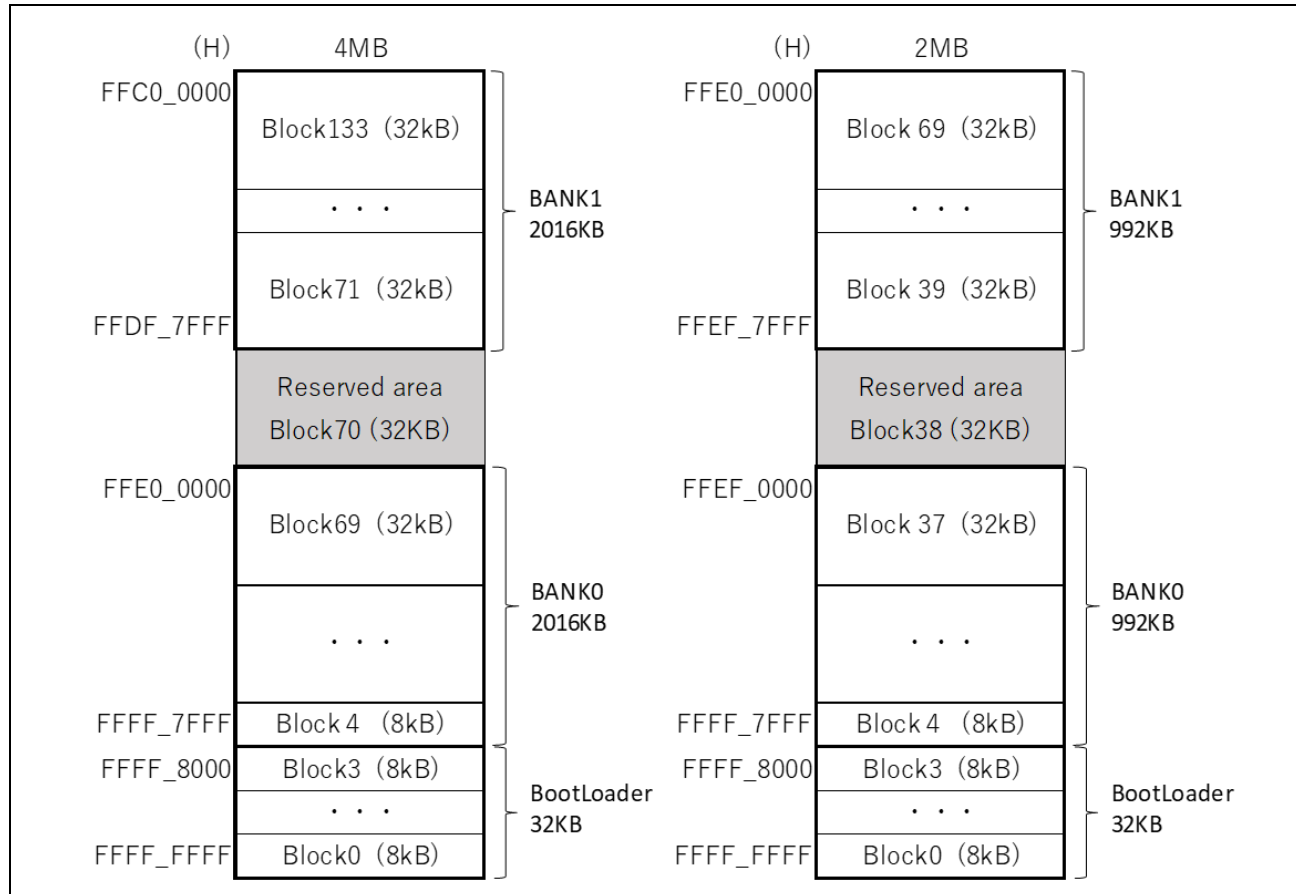 (H) 4MB
FFC0_0000
Block133 (32kB)
· · ·
BANK1
2016KB
Block71 (32kB)
FFDF_7FFF
Reserved area
Block70 (32KB)
FFE0_0000
Block69 (32kB)
BANK0
2016KB
· · ·
FFFF_7FFF
Block 4 (8kB)
FFFF_8000
Block3 (8kB)
· · ·
BootLoader
32KB
FFFF_FFFF
Block0 (8kB)
(H) 2MB
FFE0_0000
Block 69 (32kB)
· · ·
BANK1
992KB
Block 39 (32kB)
FFEF_7FFF
Reserved area
Block38 (32KB)
FFEF_0000
Block 37 (32kB)
BANK0
992KB
· · ·
FFFF_7FFF
Block 4 (8kB)
FFFF_8000
Block3 (8kB)
· · ·
BootLoader
32KB
FFFF_FFFF
Block0 (8kB)